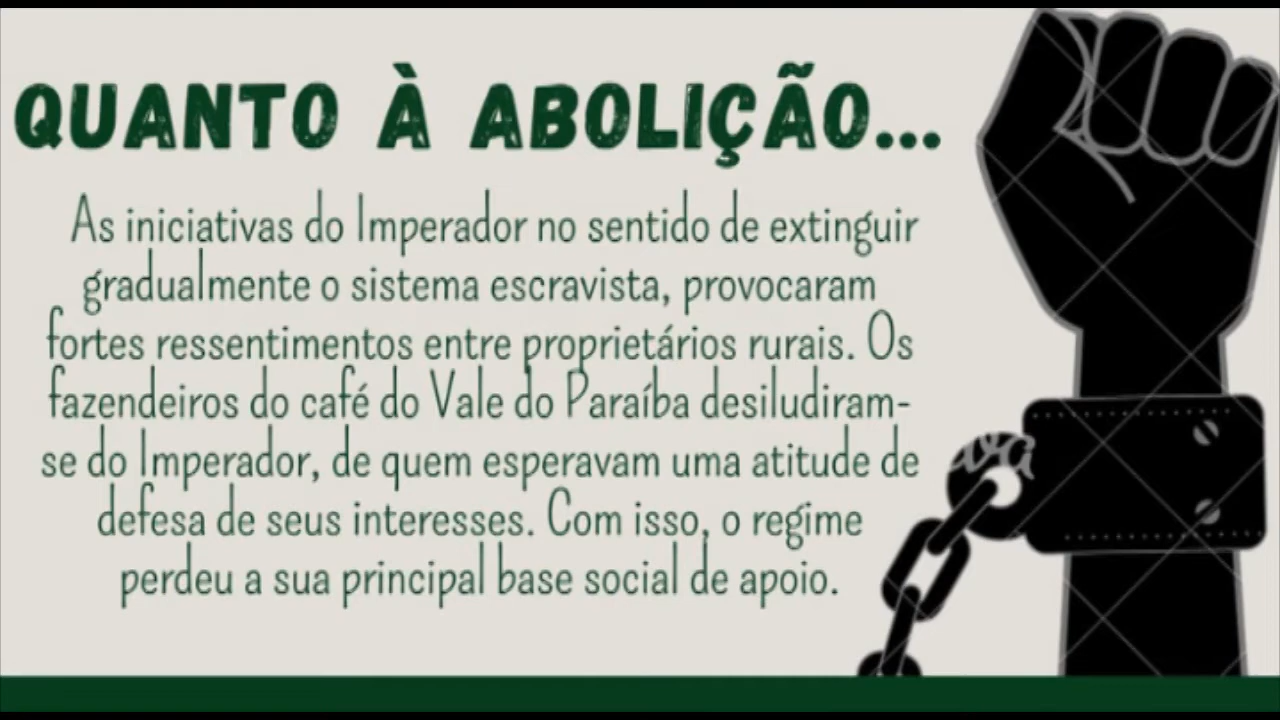 QUANTO À ABOLIÇÃO...
As iniciativas do Imperador no sentido de extinguir
gradualmente o sistema escravista, provocaram
fortes ressentimentos entre proprietários rurais. Os
fazendeiros do café do Vale do Paraíba desiludiram-
se do Imperador, de quem esperavam uma atitude de
defesa de seus interesses. Com isso, o regime
perdeu a sua principal base social de apoio.